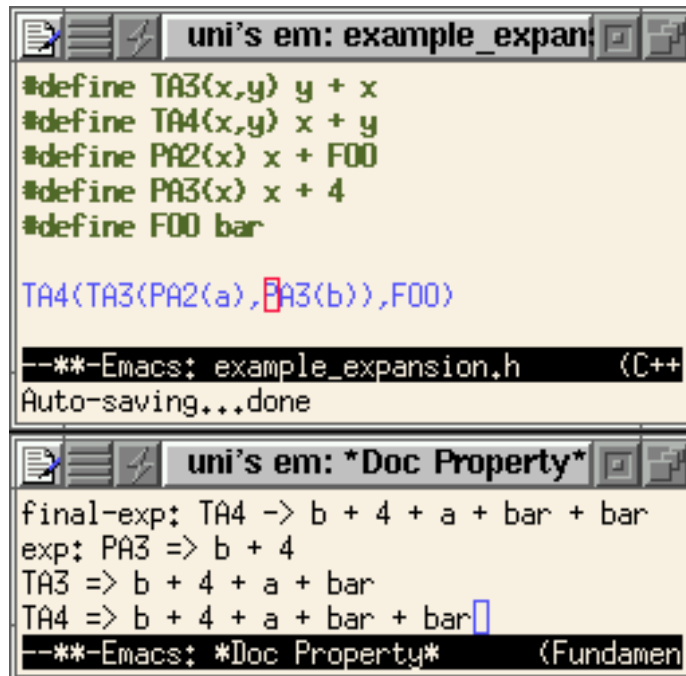 uni's em: example_expan
#define TA3(x,y) y + x
#define TA4(x,y) x + y
#define PA2(x) x + FOO
#define PA3(x) x + 4
#define FOO bar
TA4(TA3(PA2(a),PA3(b)),FOO)
--**-Emacs: example_expansion.h (C++
Auto-saving...done
uni's em: *Doc Property*
final-exp: TA4 -> b + 4 + a + bar + bar
exp: PA3 => b + 4
TA3 => b + 4 + a + bar
TA4 => b + 4 + a + bar + bar
--**-Emacs: *Doc Property* (Fundamen